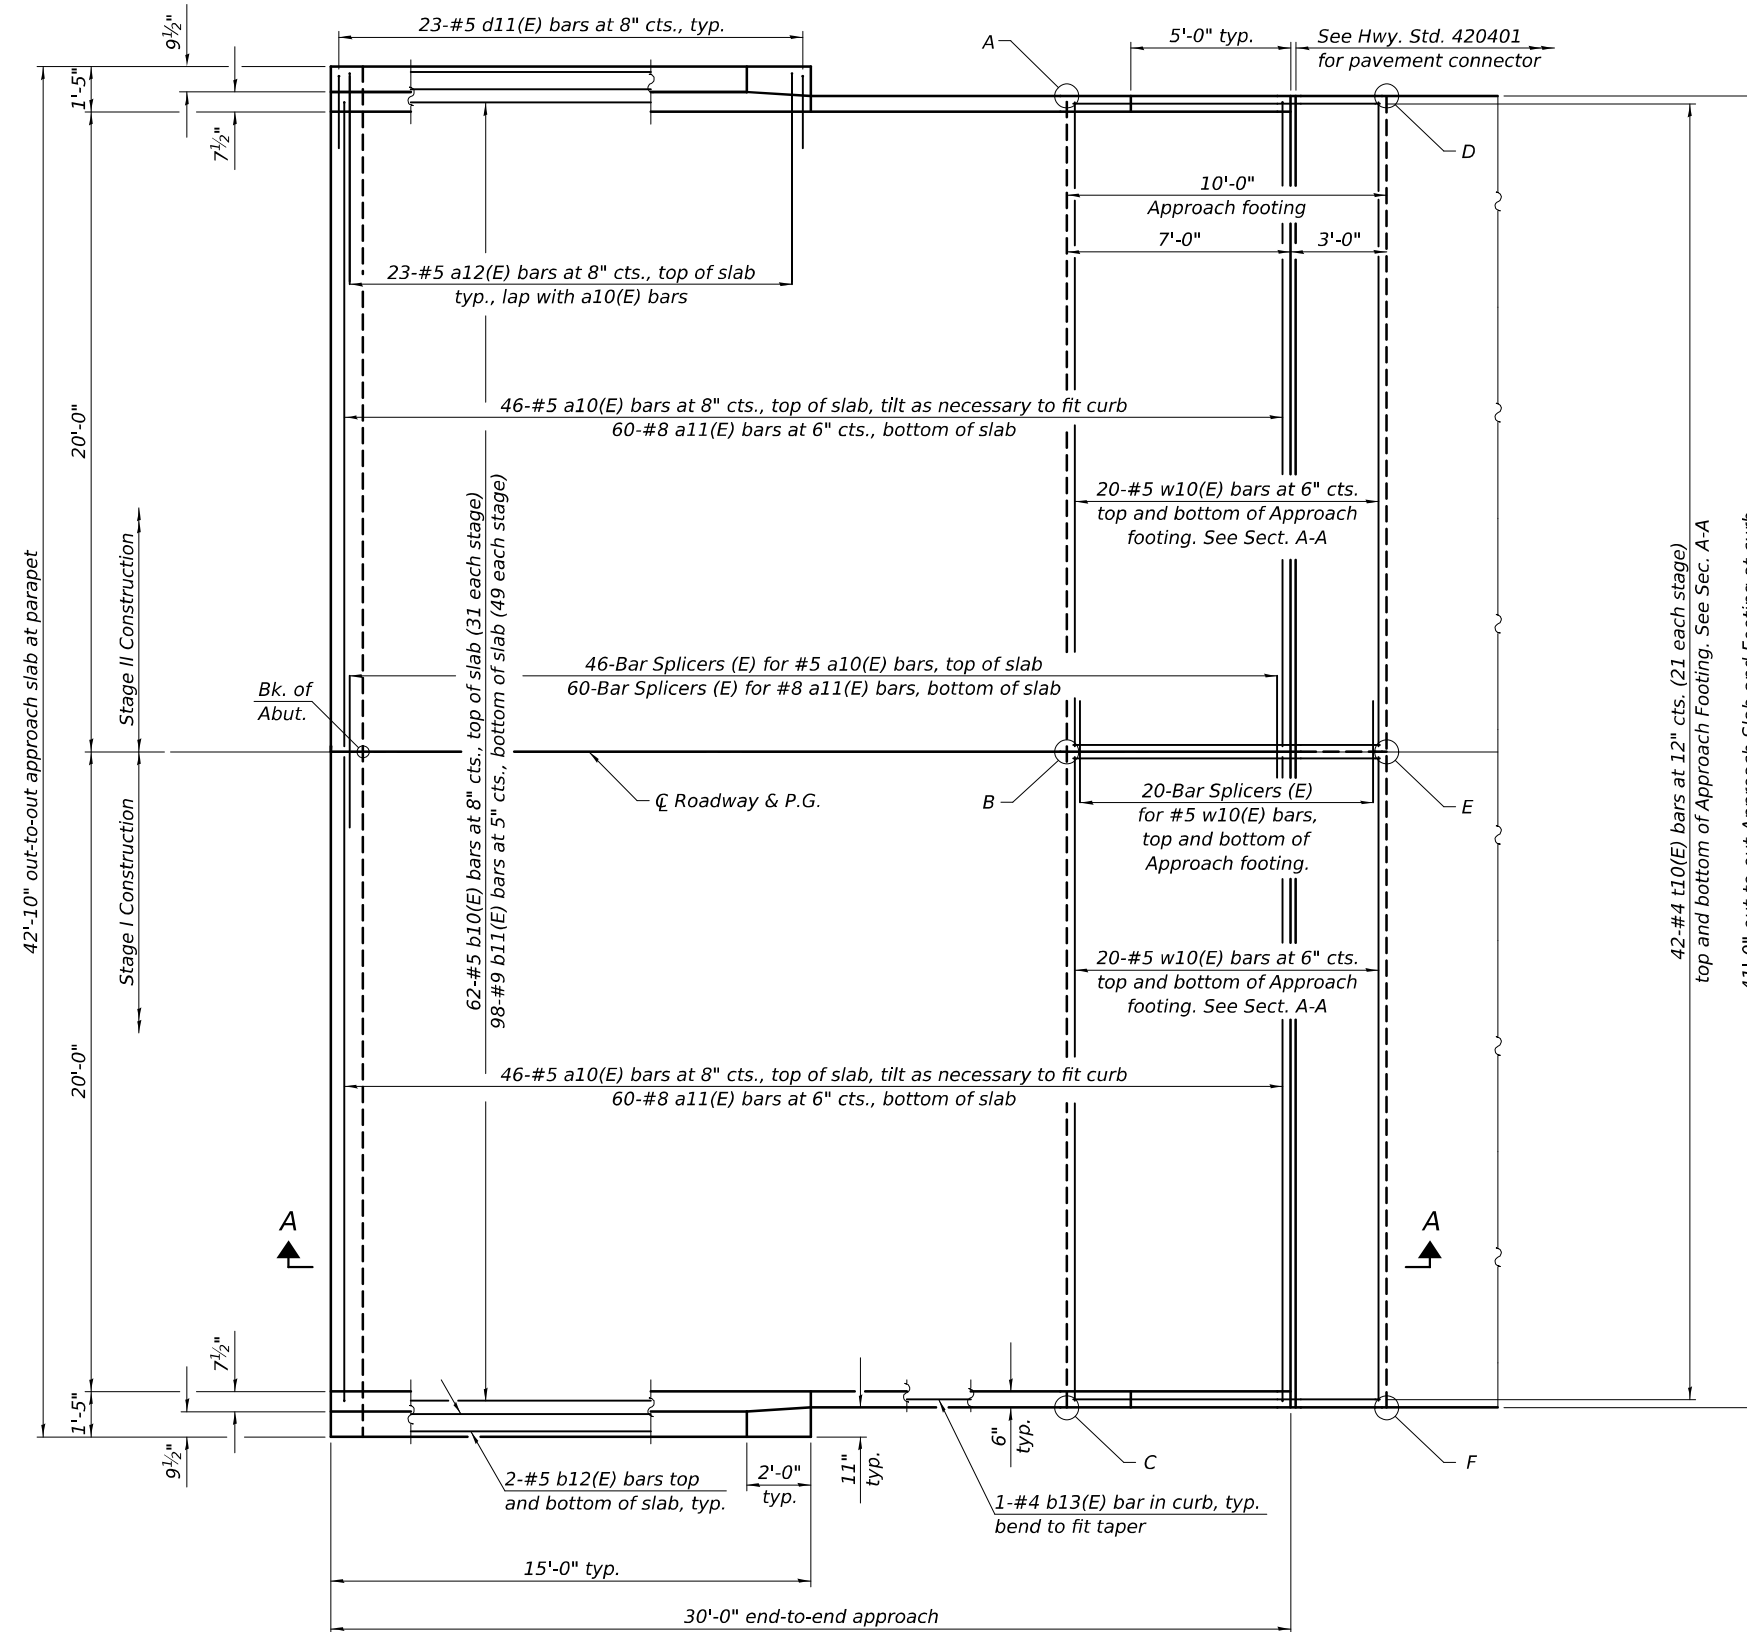 23-#5 d11(E) bars at 8" cts., typ.
9½"
1'-5"
7½"
A
5'-0" typ.
See Hwy. Std. 420401
for pavement connector
D
10'-0"
Approach footing
7'-0"
3'-0"
23-#5 a12(E) bars at 8" cts., top of slab
typ., lap with a10(E) bars
20'-0"
46-#5 a10(E) bars at 8" cts., top of slab, tilt as necessary to fit curb
60-#8 a11(E) bars at 6" cts., bottom of slab
20-#5 w10(E) bars at 6" cts.
top and bottom of Approach
footing. See Sect. A-A
42'-10" out-to-out approach slab at parapet
Stage II Construction
Stage I Construction
62-#5 b10(E) bars at 8" cts., top of slab (31 each stage)
98-#9 b11(E) bars at 5" cts., bottom of slab (49 each stage)
42-#4 t10(E) bars at 12" cts. (21 each stage)
top and bottom of Approach Footing. See Sec. A-A
46-Bar Splicers (E) for #5 a10(E) bars, top of slab
60-Bar Splicers (E) for #8 a11(E) bars, bottom of slab
Bk. of
Abut.
℄ Roadway & P.G.
B
20-Bar Splicers (E)
for #5 w10(E) bars,
top and bottom of
Approach footing.
E
20-#5 w10(E) bars at 6" cts.
top and bottom of Approach
footing. See Sect. A-A
20'-0"
46-#5 a10(E) bars at 8" cts., top of slab, tilt as necessary to fit curb
60-#8 a11(E) bars at 6" cts., bottom of slab
A
A
7½"
1'-5"
9½"
2-#5 b12(E) bars top
and bottom of slab, typ.
2'-0"
typ.
11"
typ.
6"
typ.
C
F
1-#4 b13(E) bar in curb, typ.
bend to fit taper
15'-0" typ.
30'-0" end-to-end approach